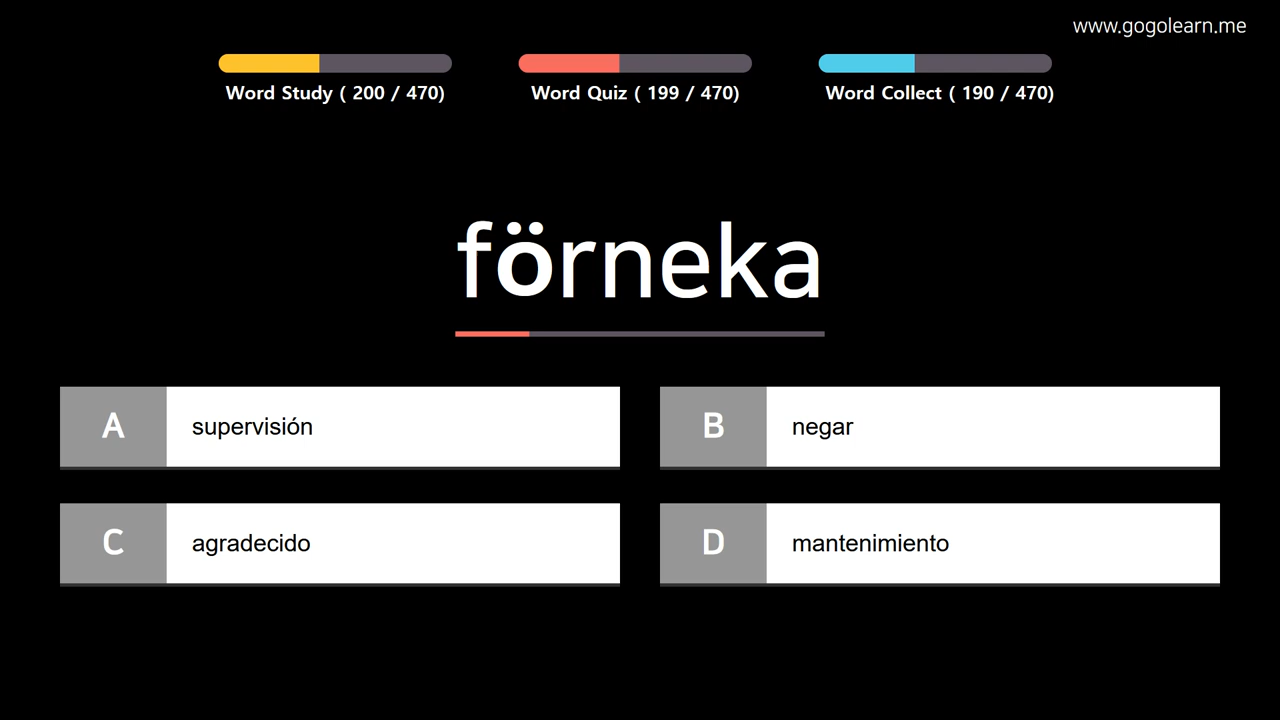 www.gogolearn.me
Word Study ( 200 / 470)
Word Quiz ( 199 / 470)
Word Collect ( 190 / 470)
förneka
A supervisión
B negar
C agradecido
D mantenimiento